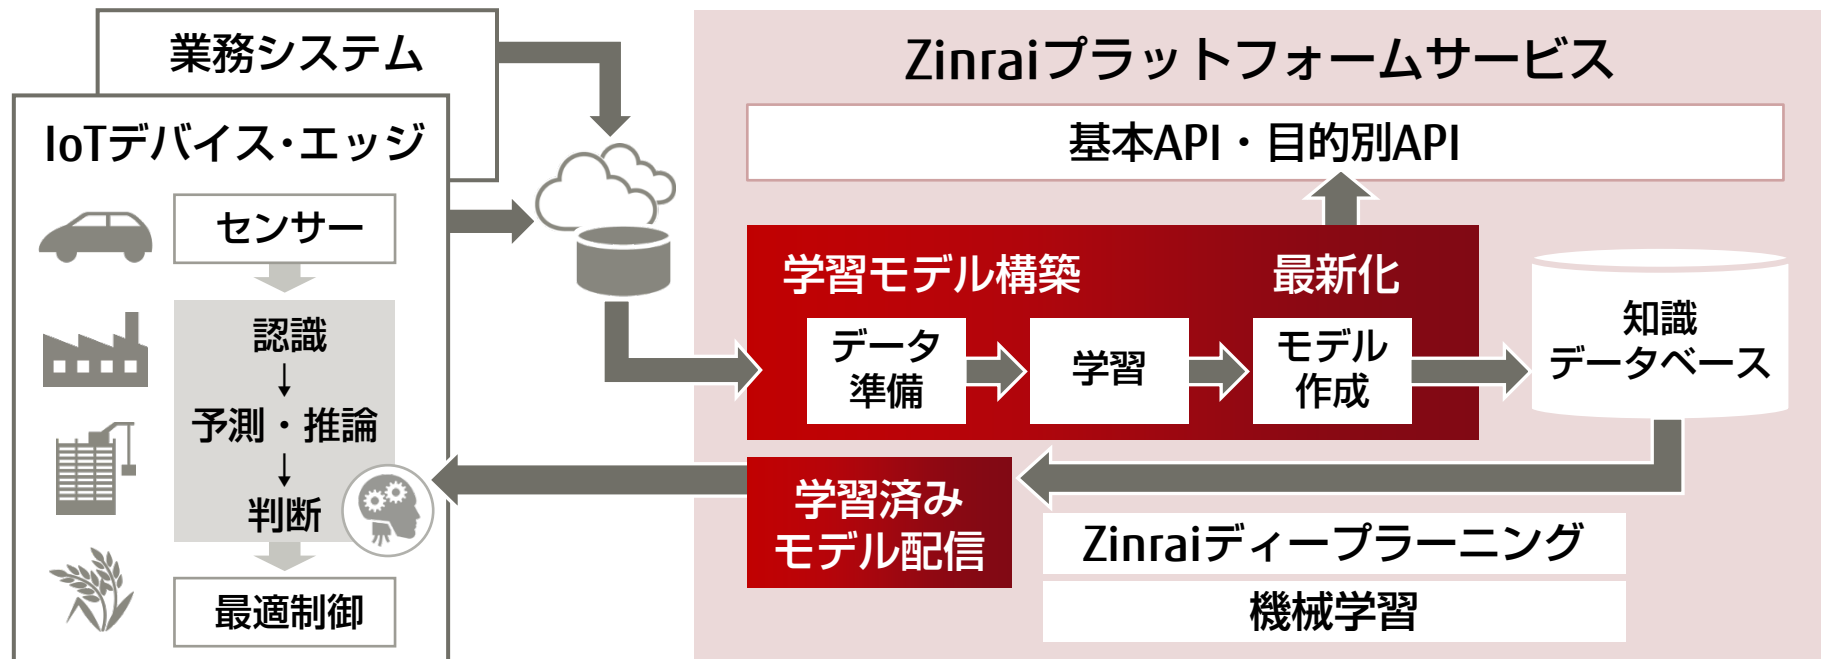 業務システム
IoTデバイス・エッジ
センサー
認識
↓
予測・推論
↓
判断
最適制御
Zinraiプラットフォームサービス
基本API・目的別API
学習モデル構築
最新化
データ
準備
学習
モデル
作成
知識
データベース
学習済み
モデル配信
Zinraiディープラーニング
機械学習